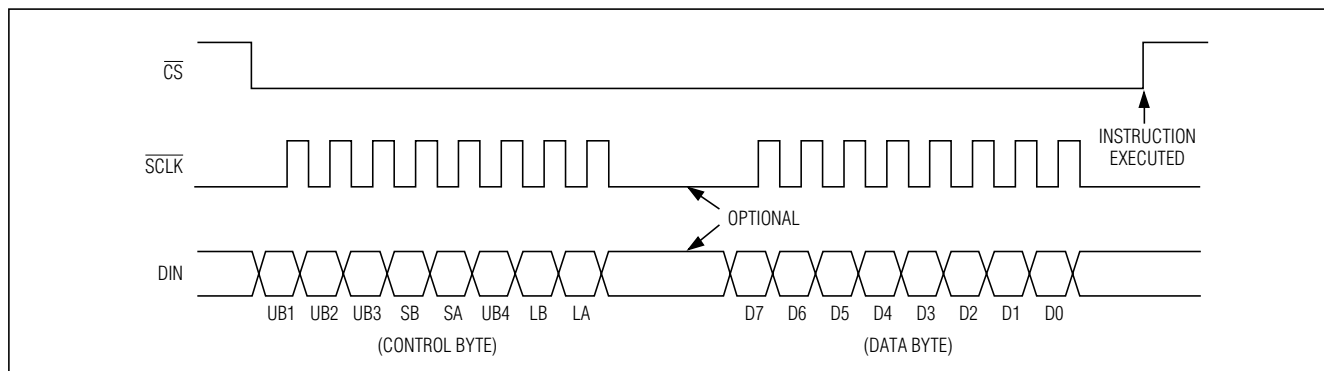 CS
INSTRUCTION
EXECUTED
SCLK
OPTIONAL
DIN
UB1 UB2 UB3 SB SA UB4 LB LA D7 D6 D5 D4 D3 D2 D1 D0
(CONTROL BYTE) (DATA BYTE)